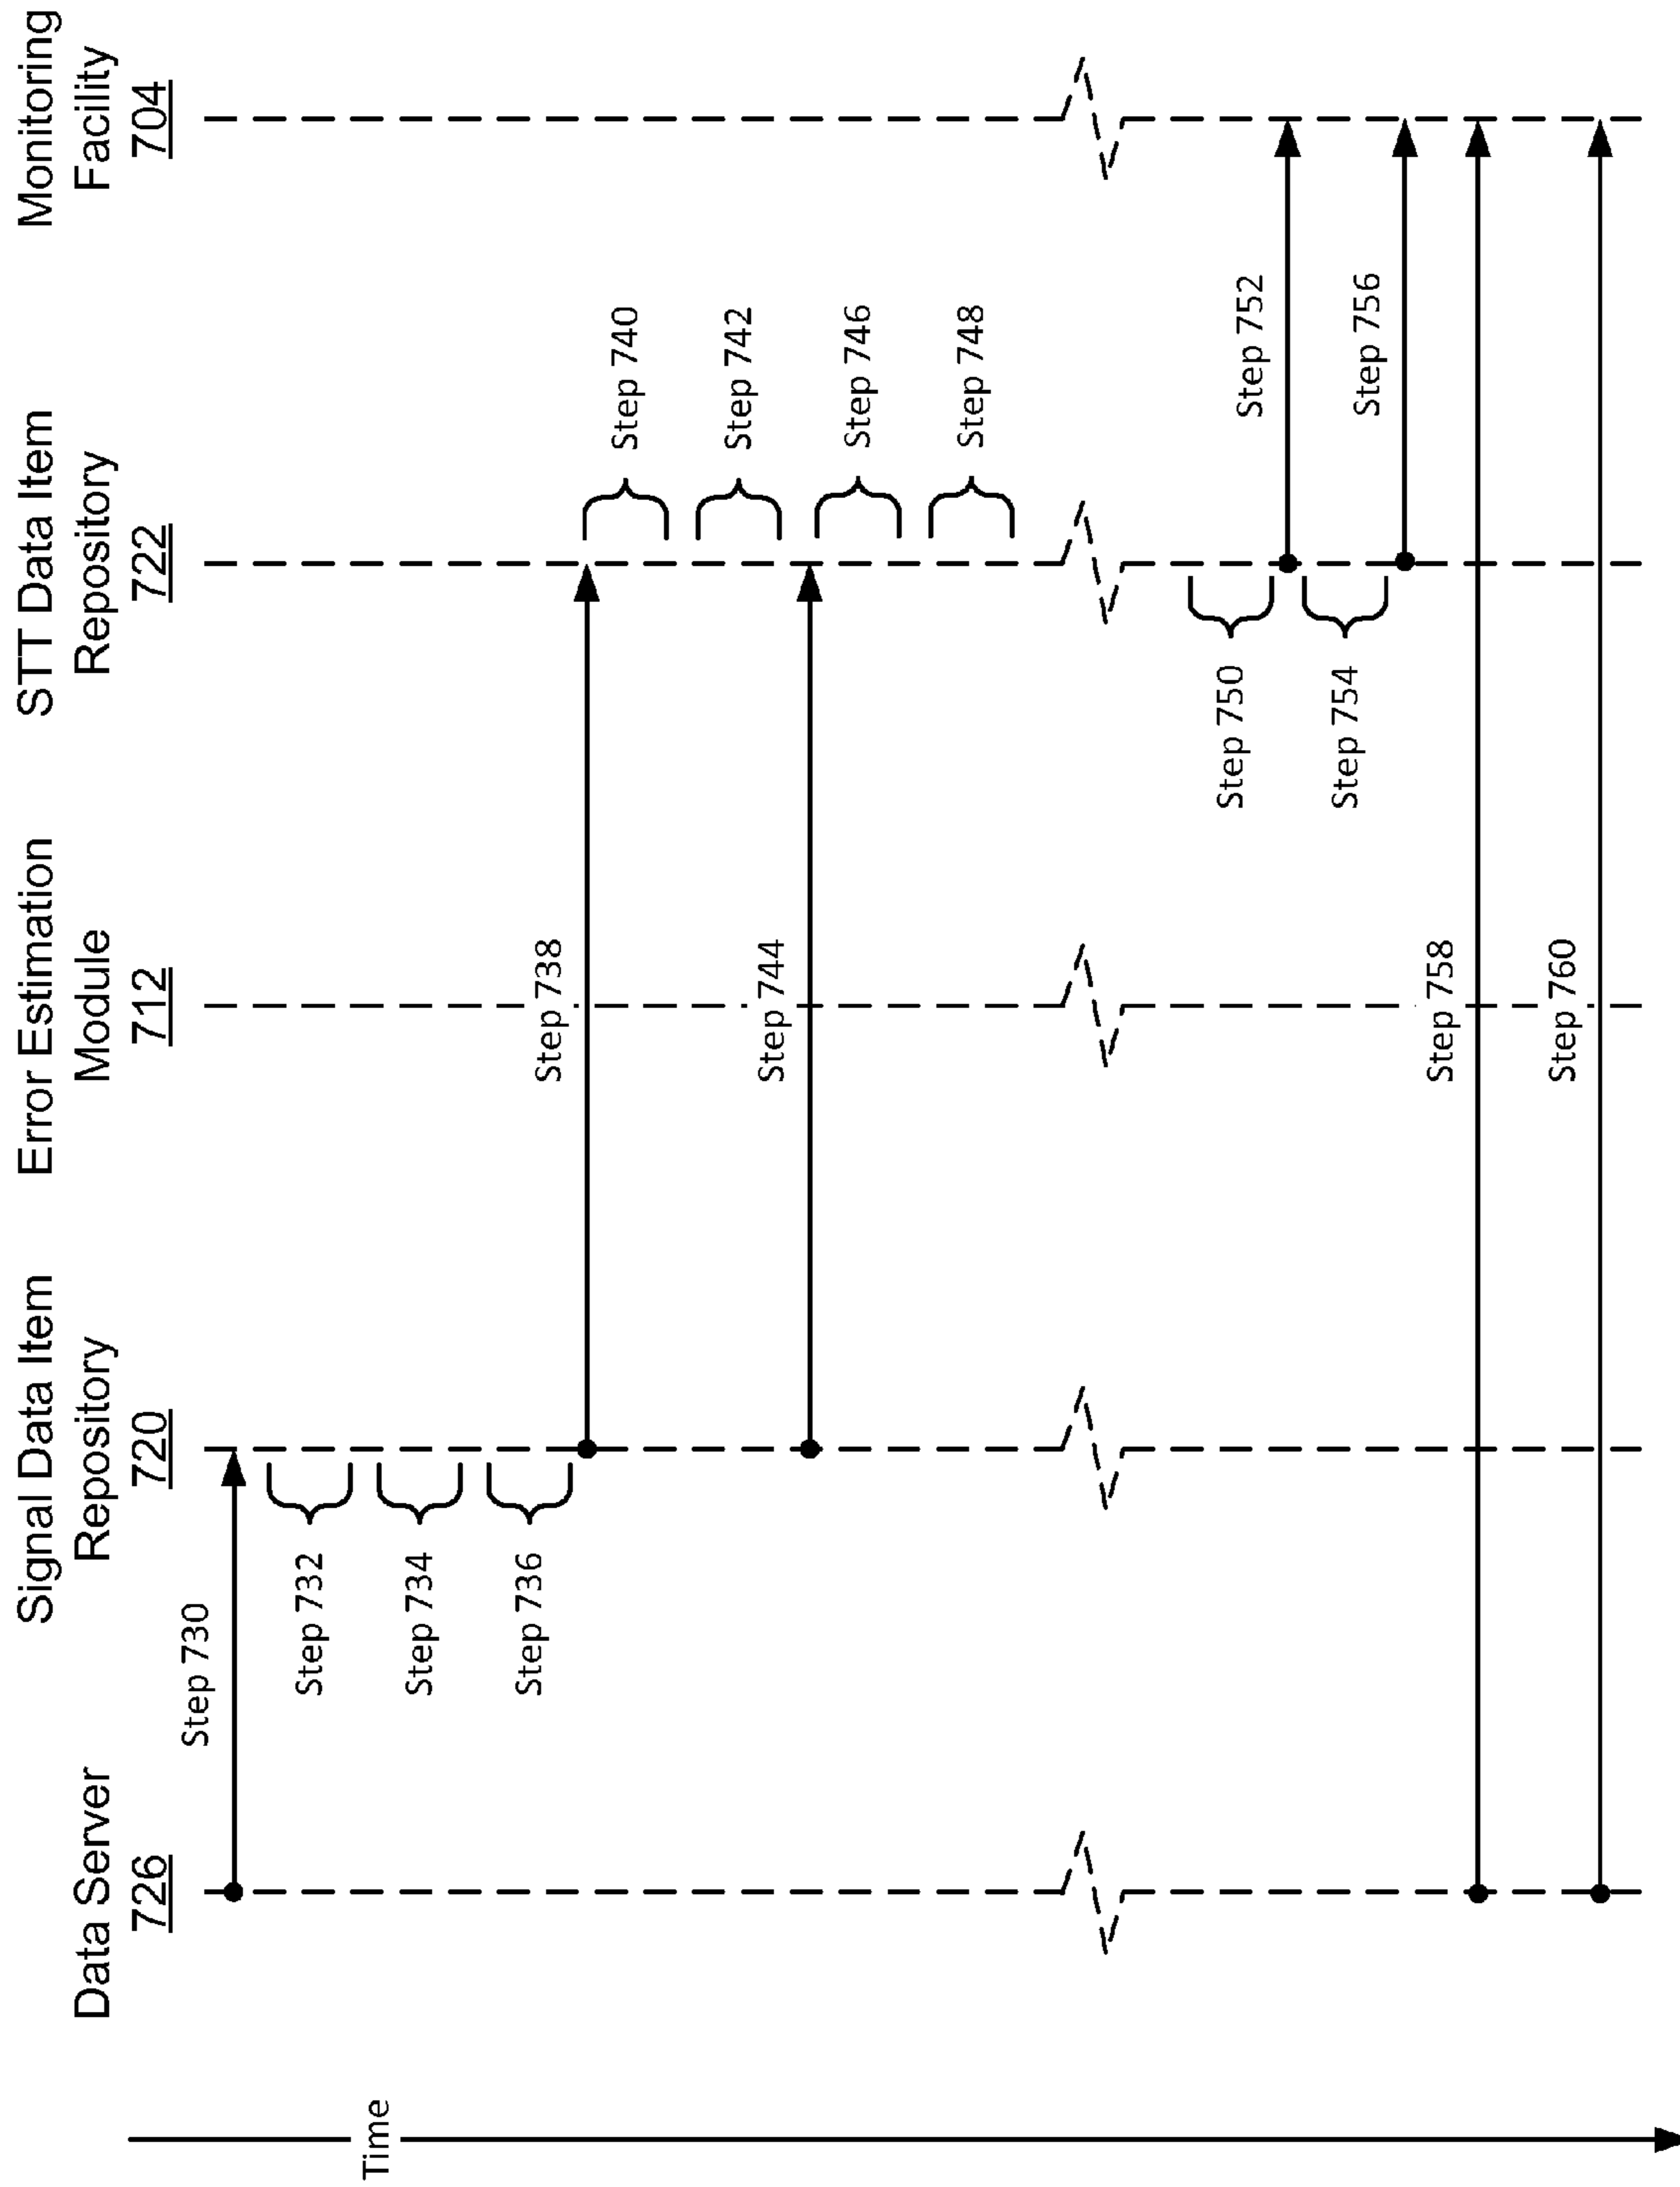 Data Server
726
Signal Data Item
Repository
720
Error Estimation
Module
712
STT Data Item
Repository
722
Monitoring
Facility
704
Time
Step 730
Step 732
Step 734
Step 736
Step 738
Step 740
Step 742
Step 744
Step 746
Step 748
Step 750
Step 752
Step 754
Step 756
Step 758
Step 760